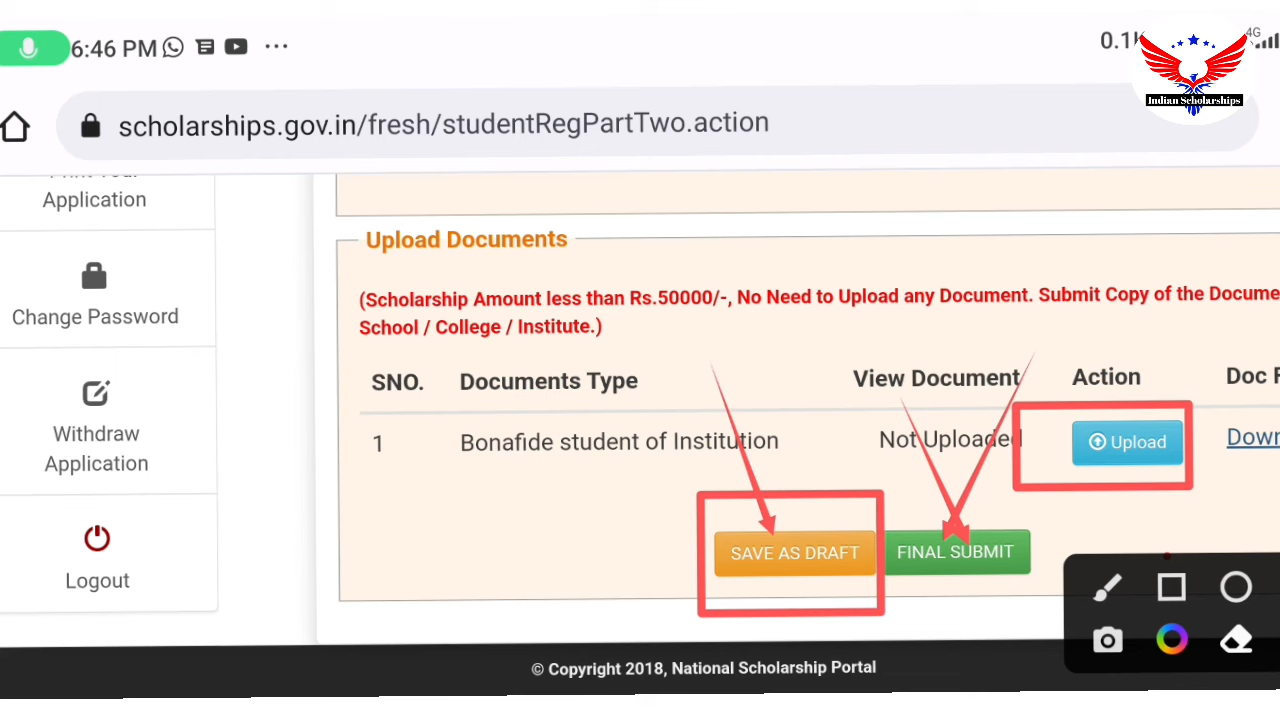 6:46 PM
4G
Indian Scholarships
scholarships.gov.in/fresh/studentRegPartTwo.action
Application
Change Password
Withdraw
Application
Logout
Upload Documents
(Scholarship Amount less than Rs.50000/-, No Need to Upload any Document. Submit Copy of the
School / College / Institute.)
SNO. Documents Type View Document Action Doc
1 Bonafide student of Institution Not Uploaded Upload
SAVE AS DRAFT FINAL SUBMIT
© Copyright 2018, National Scholarship Portal